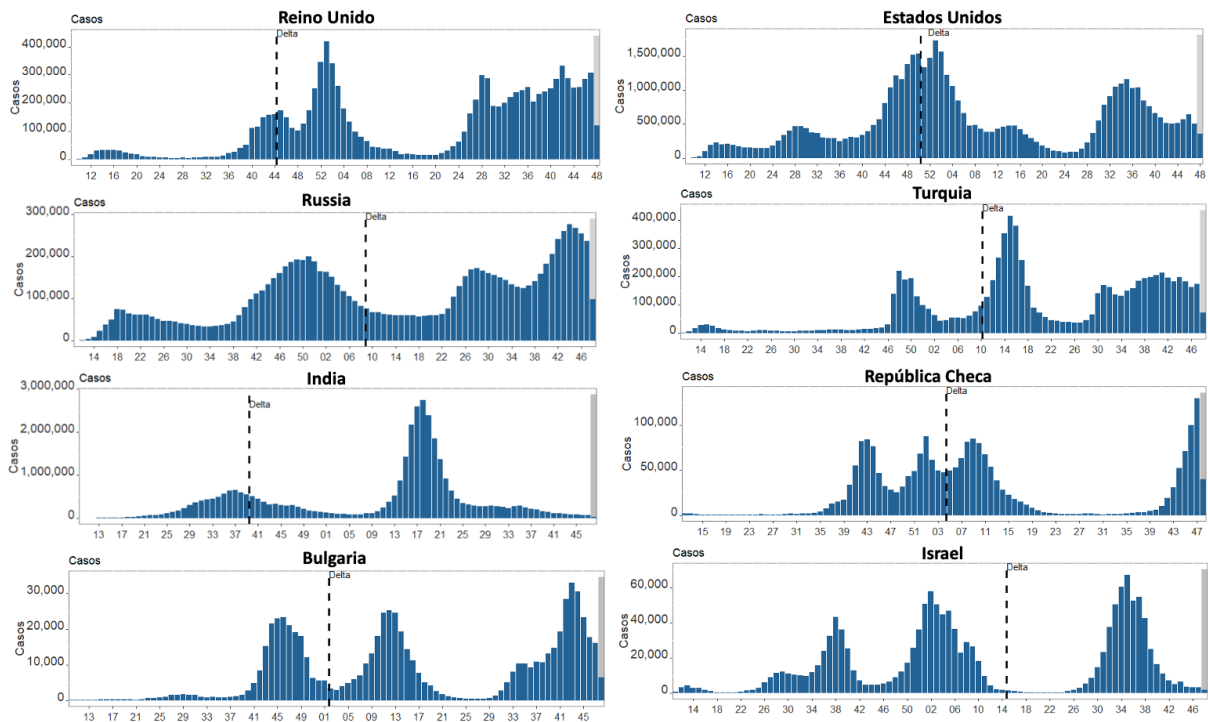 Reino Unido
Casos
Delta
Casos
400,000
300,000
200,000
100,000
0
12 16 20 24 28 32 36 40 44 48 52 04 08 12 16 20 24 28 32 36 40 44 48
Estados Unidos
Casos
Delta
Casos
1,500,000
1,000,000
500,000
0
12 16 20 24 28 32 36 40 44 48 52 04 08 12 16 20 24 28 32 36 40 44 48
Russia
Casos
Delta
Casos
300,000
200,000
100,000
0
14 18 22 26 30 34 38 42 46 50 01 06 10 14 18 22 26 30 34 38 42 46
Turquia
Casos
Delta
Casos
400,000
300,000
200,000
100,000
0
14 18 22 26 30 34 38 42 46 50 02 06 10 14 18 22 26 30 34 38 42 46
India
Casos
Delta
Casos
3,000,000
2,000,000
1,000,000
0
13 17 21 25 29 33 37 41 45 49 01 05 09 13 17 21 25 29 33 37 41 45
República Checa
Casos
Delta
Casos
100,000
50,000
0
15 19 23 27 31 35 39 43 47 51 03 07 11 15 19 23 27 31 35 39 43 47
Bulgaria
Casos
Delta
Casos
30,000
20,000
10,000
0
13 17 21 25 29 33 37 41 45 49 01 05 09 13 17 21 25 29 33 37 41 45
Israel
Casos
Delta
Casos
60,000
40,000
20,000
0
14 18 22 26 30 34 38 42 46 50 02 06 10 14 18 22 26 30 34 38 42 46